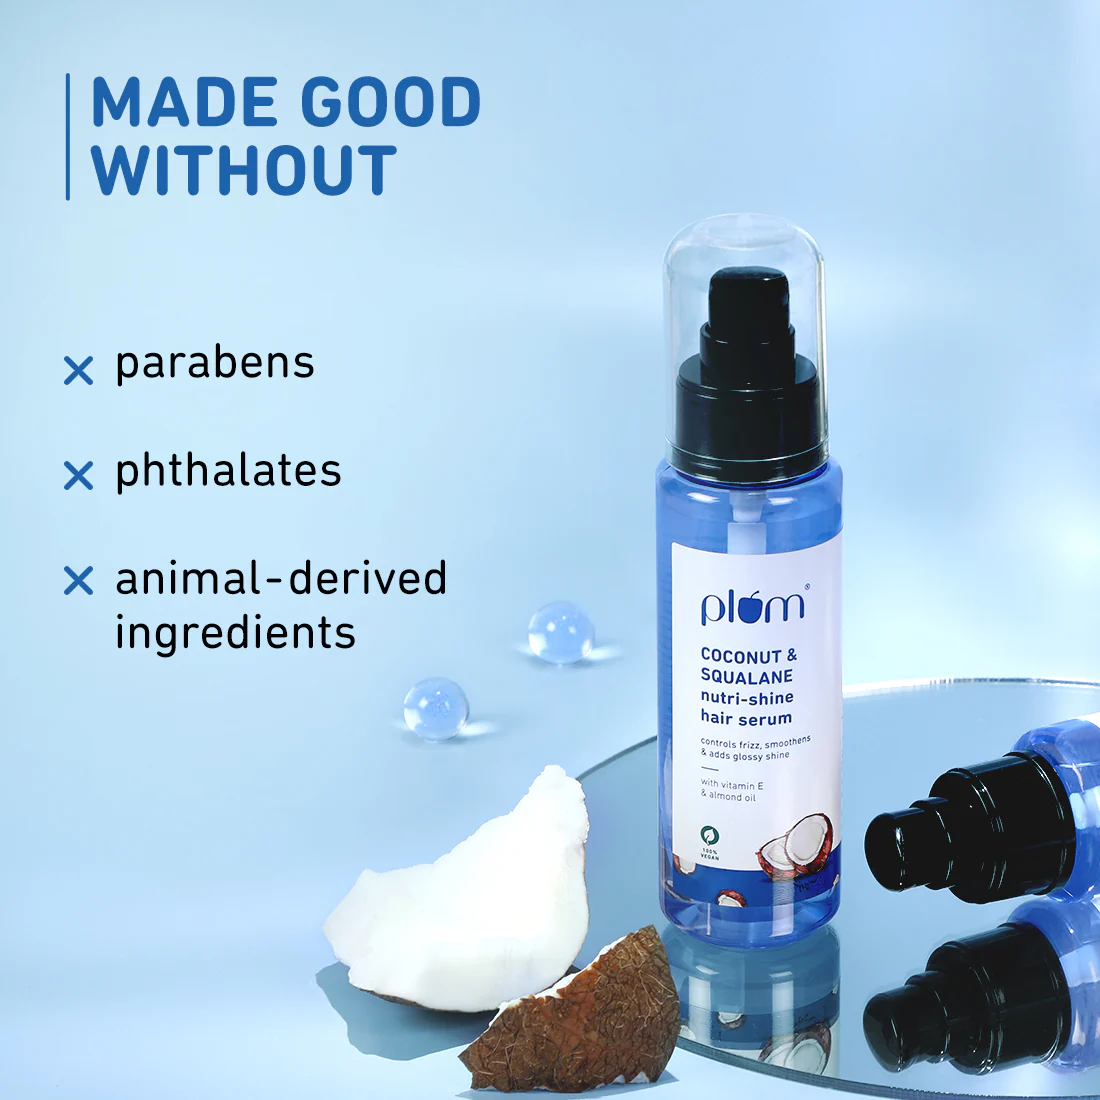 MADE GOOD
WITHOUT
× parabens
× phthalates
× animal-derived
ingredients
plum®
COCONUT &
SQUALANE
nutri-shine
hair serum
controls frizz, smoothens
& adds glossy shine
with vitamin E
& almond oil
100%
VEGAN